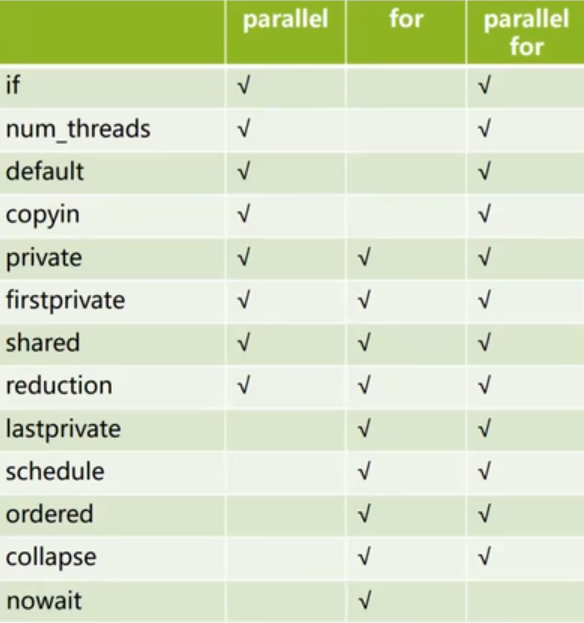 parallel for parallel
for
if √ √
num_threads √ √
default √ √
copyin √ √
private √ √ √
firstprivate √ √ √
shared √ √ √
reduction √ √ √
lastprivate √ √
schedule √ √
ordered √ √
collapse √ √
nowait √